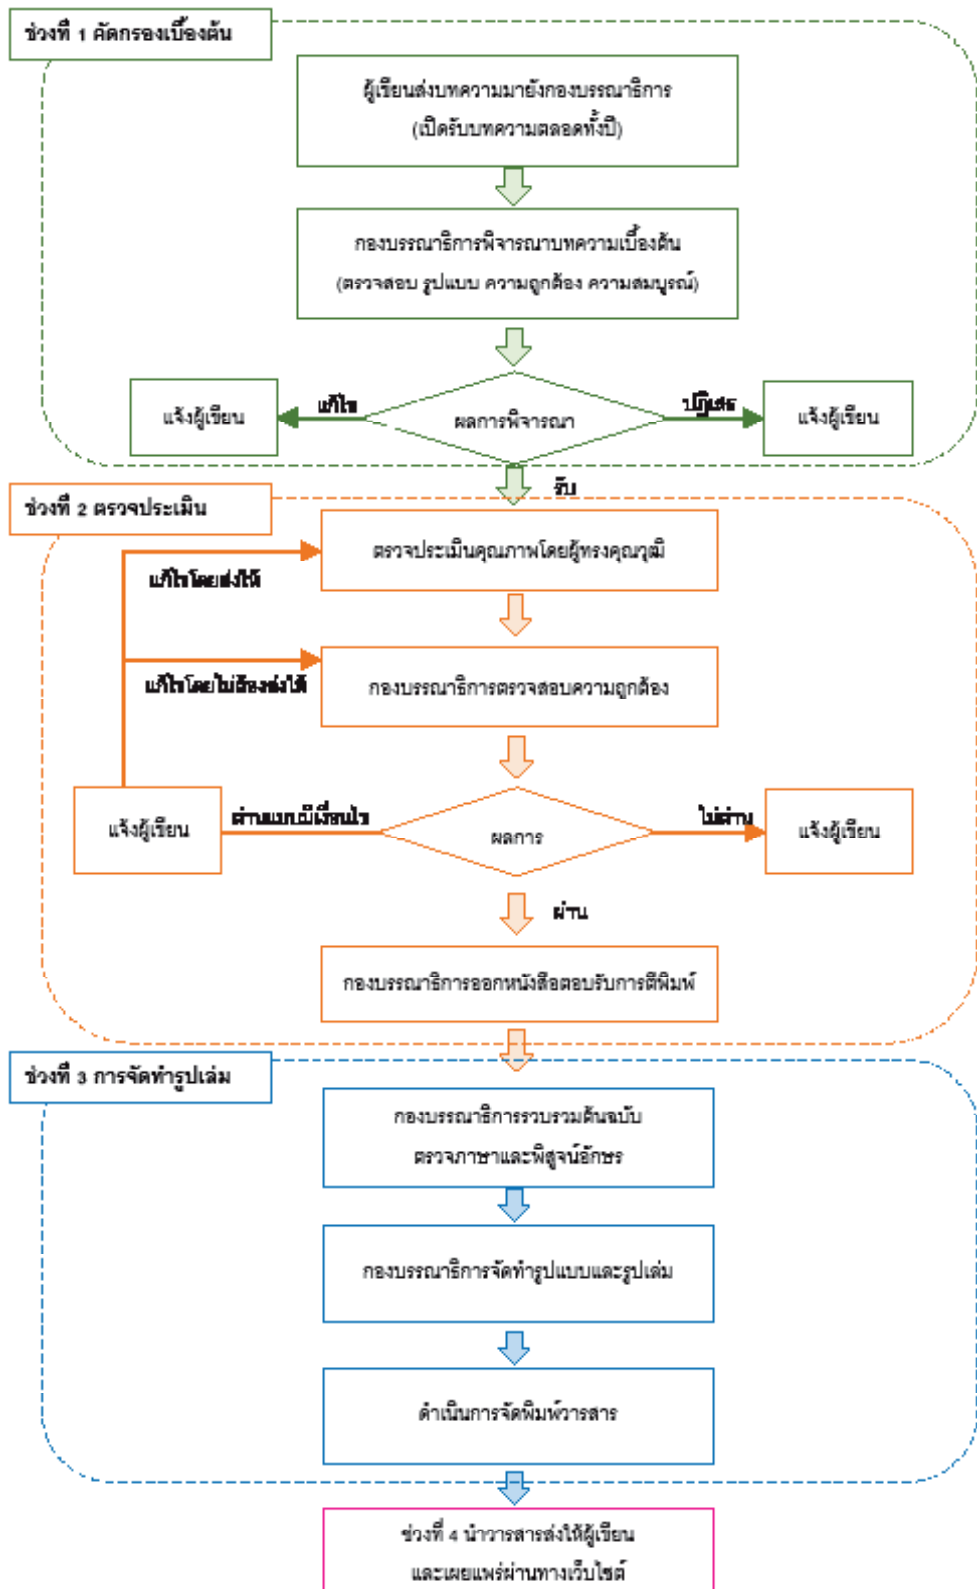 ช่วงที่ 1 คัดกรองเบื้องต้น
ผู้เขียนส่งบทความมายังกองบรรณาธิการ
(เปิดรับบทความตลอดทั้งปี)
กองบรรณาธิการพิจารณาบทความเบื้องต้น
(ตรวจสอบ รูปแบบ ความถูกต้อง ความสมบูรณ์)
แจ้งผู้เขียน
แก้ไข
ผลการพิจารณา
ปฏิเสธ
แจ้งผู้เขียน
รับ
ช่วงที่ 2 ตรวจประเมิน
ตรวจประเมินคุณภาพโดยผู้ทรงคุณวุฒิ
แก้ไขโดยส่งให้
กองบรรณาธิการตรวจสอบความถูกต้อง
แก้ไขโดยไม่ต้องส่งให้
แจ้งผู้เขียน
ผ่านแบบมีเงื่อนไข
ผลการ
ไม่ผ่าน
แจ้งผู้เขียน
ผ่าน
กองบรรณาธิการออกหนังสือตอบรับการตีพิมพ์
ช่วงที่ 3 การจัดทำรูปเล่ม
กองบรรณาธิการรวบรวมต้นฉบับ
ตรวจภาษาและพิสูจน์อักษร
กองบรรณาธิการจัดทำรูปแบบและรูปเล่ม
ดำเนินการจัดพิมพ์วารสาร
ช่วงที่ 4 นำวารสารส่งให้ผู้เขียน
และเผยแพร่ผ่านทางเว็บไซต์